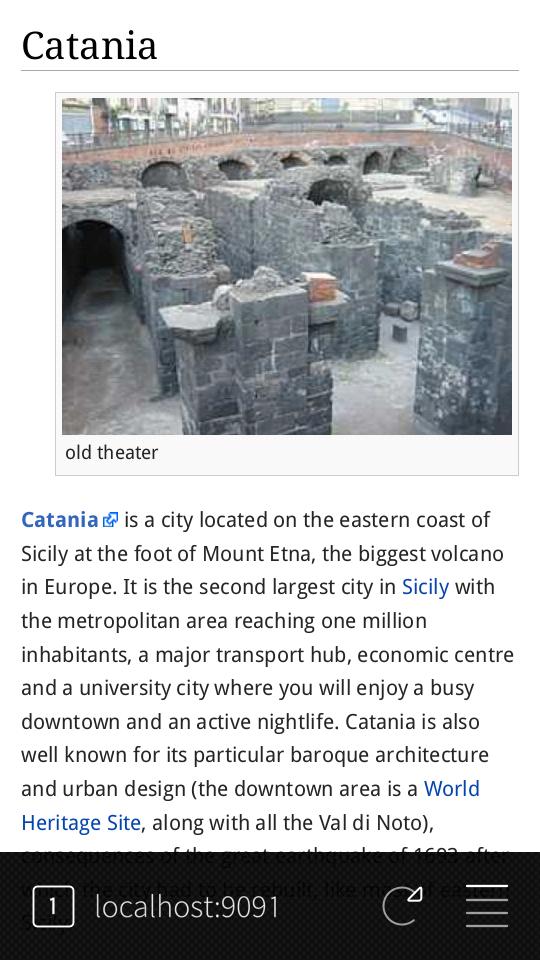 Catania
old theater
Catania is a city located on the eastern coast of
Sicily at the foot of Mount Etna, the biggest volcano
in Europe. It is the second largest city in Sicily with
the metropolitan area reaching one million
inhabitants, a major transport hub, economic centre
and a university city where you will enjoy a busy
downtown and an active nightlife. Catania is also
well known for its particular baroque architecture
and urban design (the downtown area is a World
Heritage Site, along with all the Val di Noto),
consequences of the great earthquake of 1693 after
the city had to be rebuilt, like
1 localhost:9091